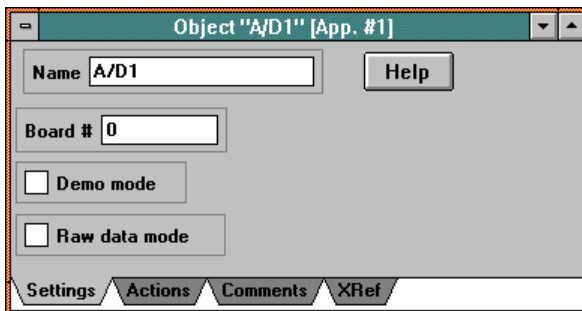 Object "A/D1" [App. #1]
Name A/D1 Help
Board # 0
Demo mode
Raw data mode
Settings Actions Comments XRef